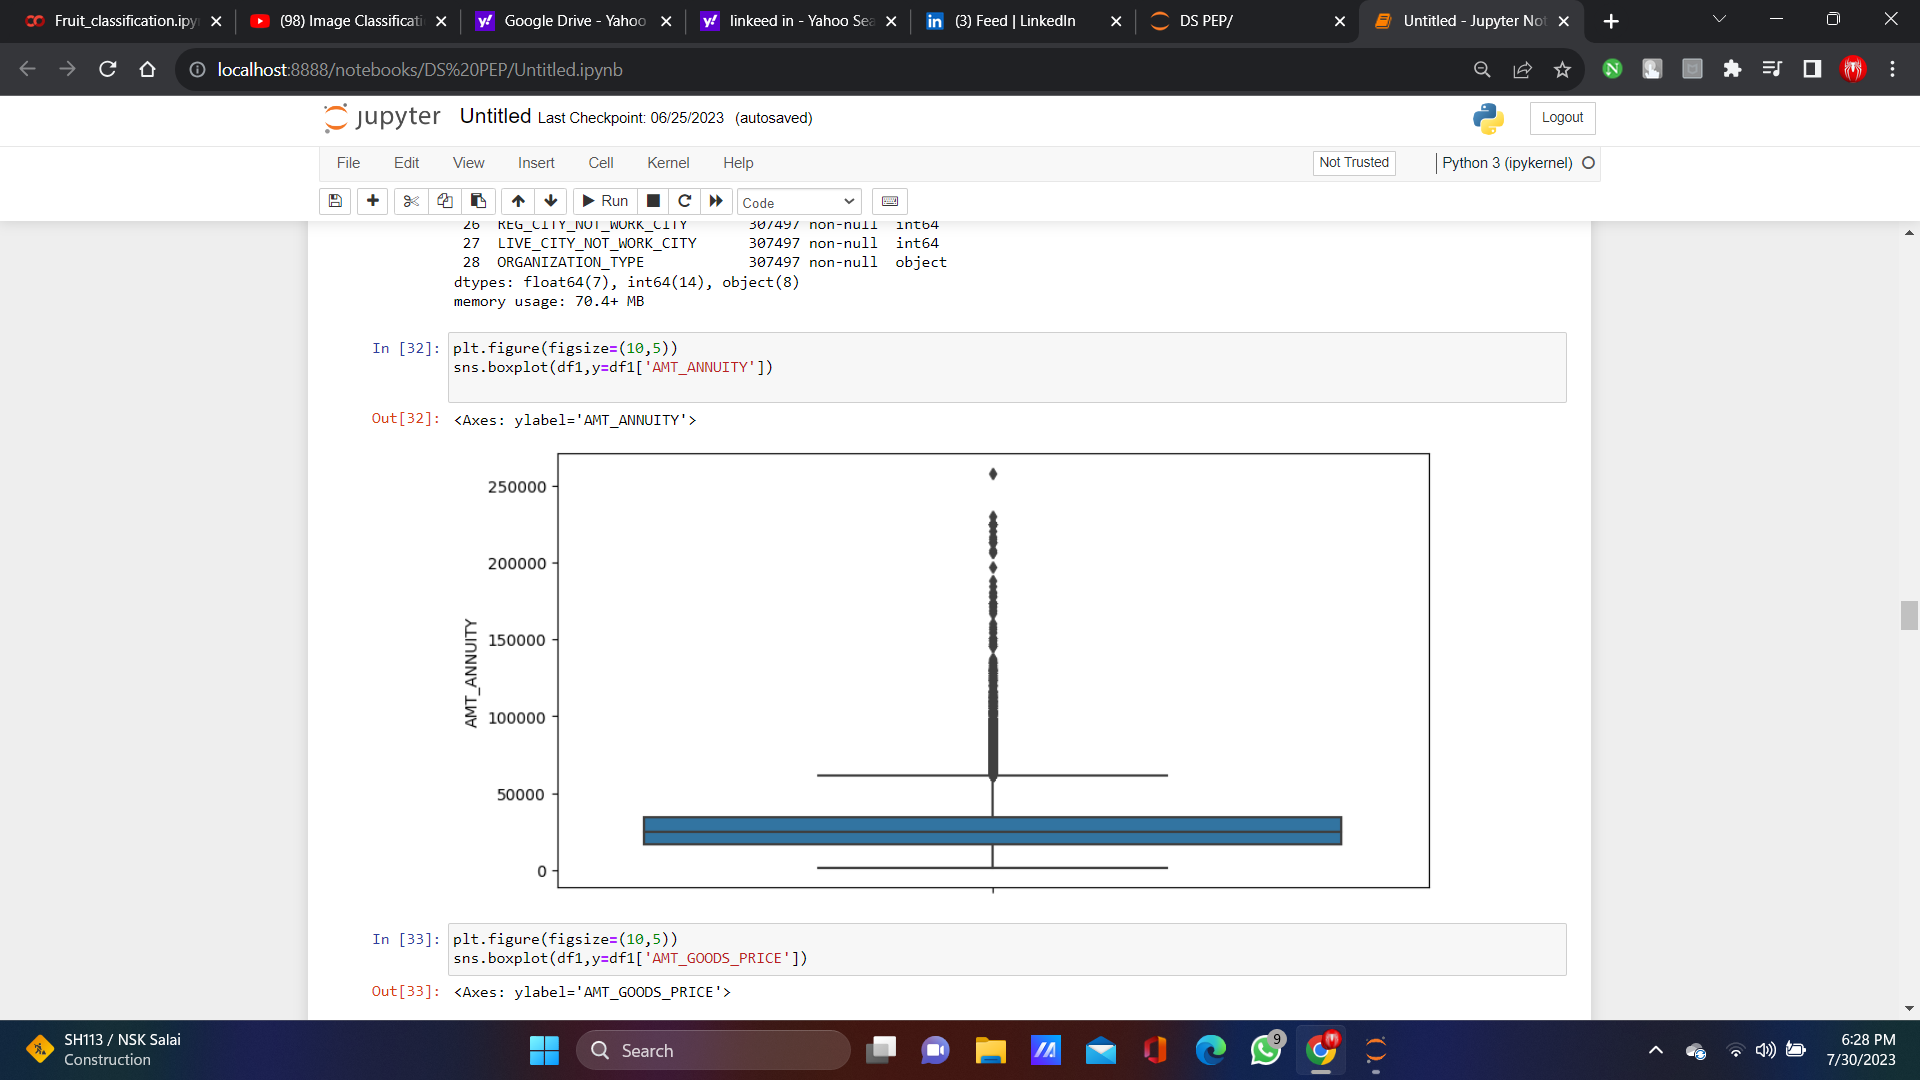 Fruit_classification.ipy
(98) Image Classificati
Google Drive - Yahoo
linkeed in - Yahoo Sea
(3) Feed | LinkedIn
DS PEP/
Untitled - Jupyter Not
localhost:8888/notebooks/DS%20PEP/Untitled.ipynb
jupyter Untitled Last Checkpoint: 06/25/2023 (autosaved)
Logout
File Edit View Insert Cell Kernel Help
Not Trusted
Python 3 (ipykernel)
Run
Code
26 REG_CITY_NOT_WORK_CITY 307497 non-null int64
27 LIVE_CITY_NOT_WORK_CITY 307497 non-null int64
28 ORGANIZATION_TYPE 307497 non-null object
dtypes: float64(7), int64(14), object(8)
memory usage: 70.4+ MB
In [32]: plt.figure(figsize=(10,5))
sns.boxplot(df1,y=df1['AMT_ANNUITY'])
Out[32]: <Axes: ylabel='AMT_ANNUITY'>
250000
200000
150000
100000
50000
0
AMT_ANNUITY
In [33]: plt.figure(figsize=(10,5))
sns.boxplot(df1,y=df1['AMT_GOODS_PRICE'])
Out[33]: <Axes: ylabel='AMT_GOODS_PRICE'>
SH113 / NSK Salai
Construction
Search
9
6:28 PM
7/30/2023